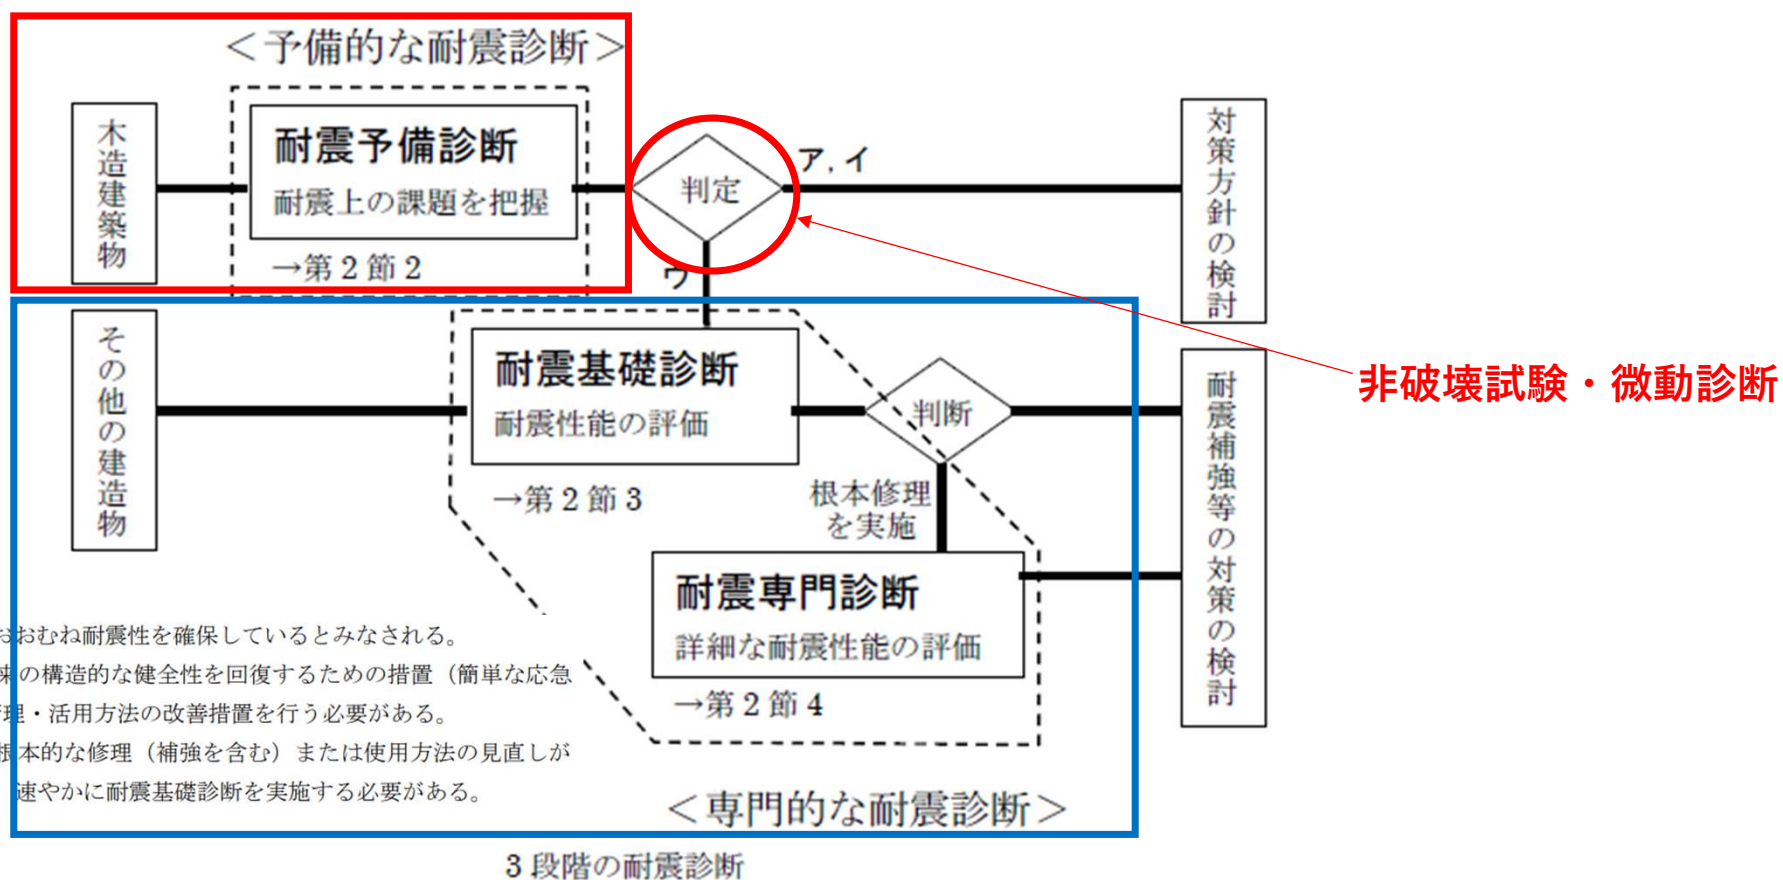 ＜予備的な耐震診断＞
木造建築物
耐震予備診断
耐震上の課題を把握
→第２節２
判定
ア，イ
ウ
対策方針の検討
非破壊試験・微動診断
その他の建造物
耐震基礎診断
耐震性能の評価
→第２節３
判断
根本修理
を実施
耐震補強等の対策の検討
耐震専門診断
詳細な耐震性能の評価
→第２節４
おおむね耐震性を確保しているとみなされる。
来の構造的な健全性を回復するための措置（簡単な応急
理・活用方法の改善措置を行う必要がある。
根本的な修理（補強を含む）または使用方法の見直しが
速やかに耐震基礎診断を実施する必要がある。
＜専門的な耐震診断＞
３段階の耐震診断